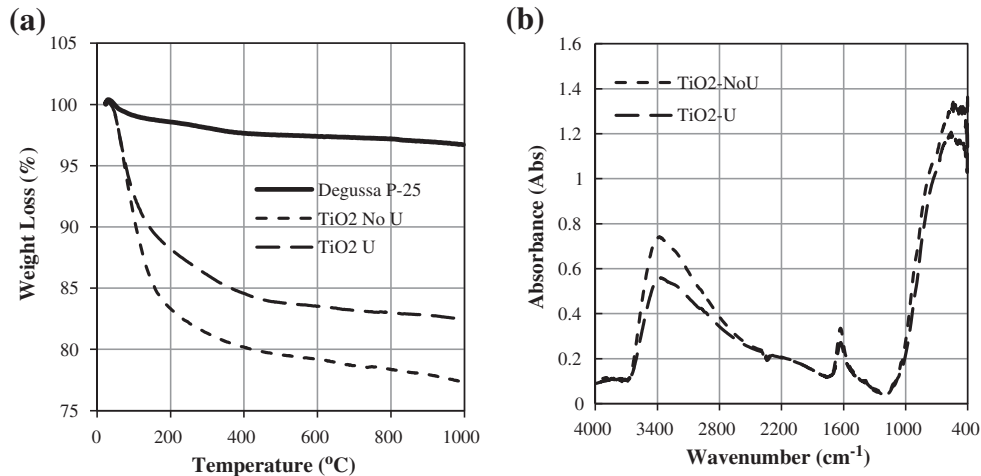 (a)
105
100
95
90
85
80
75
0
200
400
600
800
1000
Weight Loss (%)
Temperature (ºC)
Degussa P-25
TiO2 No U
TiO2 U
(b)
1.6
1.4
1.2
1
0.8
0.6
0.4
0.2
0
4000
3400
2800
2200
1600
1000
400
Absorbance (Abs)
Wavenumber (cm⁻¹)
TiO2-NoU
TiO2-U